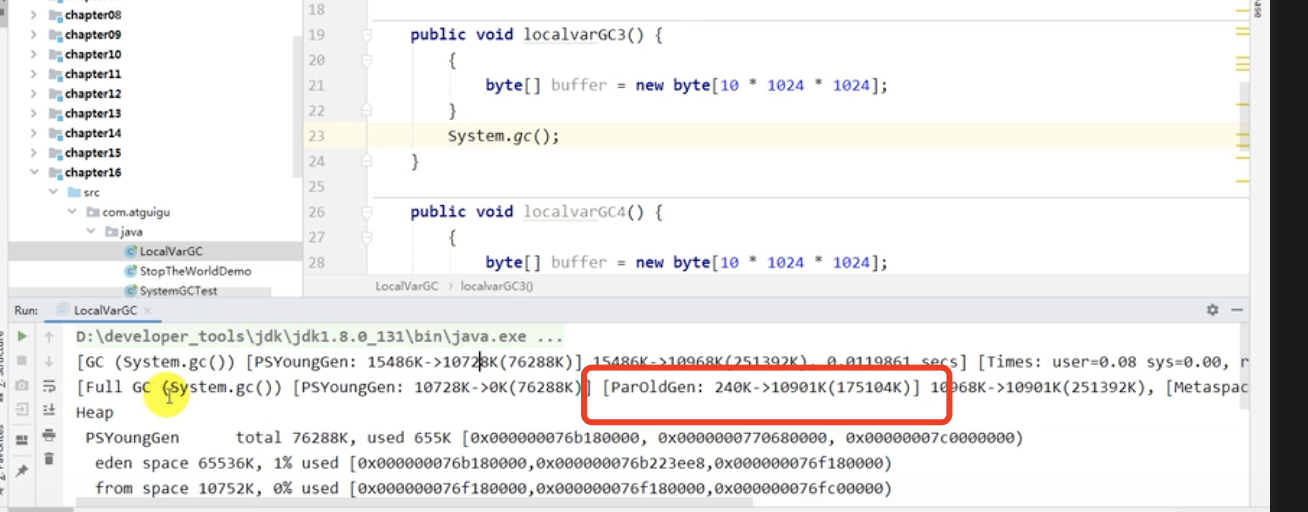 chapter08
chapter09
chapter10
chapter11
chapter12
chapter13
chapter14
chapter15
chapter16
src
com.atguigu
java
LocalVarGC
StopTheWorldDemo
SystemGCTest
18
19 public void localvarGC3() {
20 {
21 byte[] buffer = new byte[10 * 1024 * 1024];
22 }
23 System.gc();
24 }
25
26 public void localvarGC4() {
27 {
28 byte[] buffer = new byte[10 * 1024 * 1024];
LocalVarGC > localvarGC3()
Run: LocalVarGC ×
D:\developer_tools\jdk\jdk1.8.0_131\bin\java.exe ...
[GC (System.gc()) [PSYoungGen: 15486K->10728K(76288K)] 15486K->10968K(251392K), 0.0119861 secs] [Times: user=0.08 sys=0.00, r
[Full GC (System.gc()) [PSYoungGen: 10728K->0K(76288K)] [ParOldGen: 240K->10901K(175104K)] 10968K->10901K(251392K), [Metaspac
Heap
PSYoungGen total 76288K, used 655K [0x000000076b180000, 0x0000000770680000, 0x00000007c0000000)
eden space 65536K, 1% used [0x000000076b180000,0x000000076b223ee8,0x000000076f180000)
from space 10752K, 0% used [0x000000076f180000,0x000000076f180000,0x000000076fc00000)